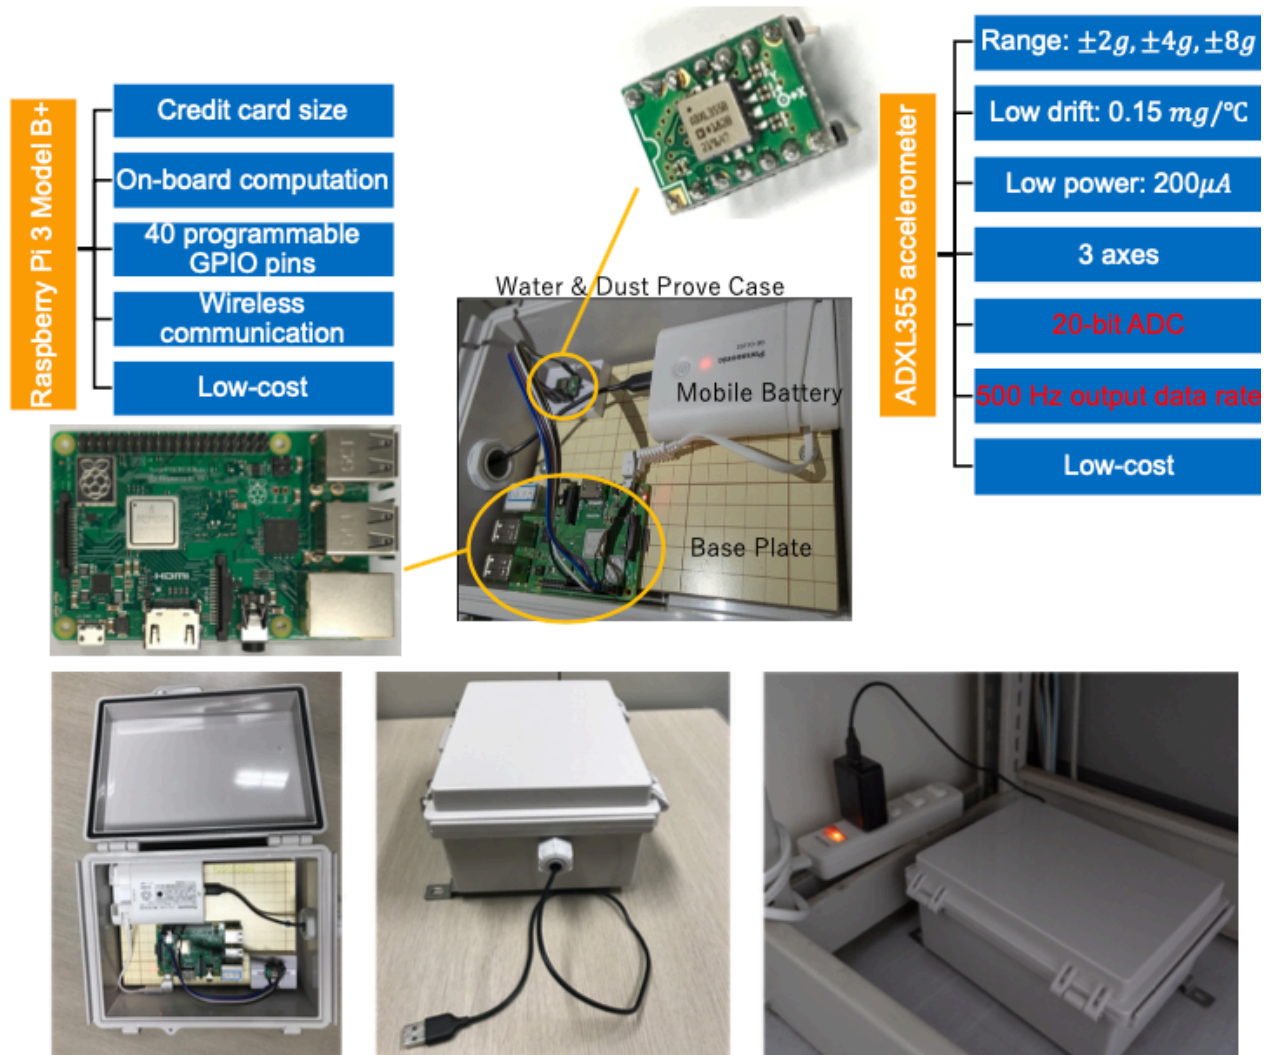 Raspberry Pi 3 Model B+
Credit card size
On-board computation
40 programmable
GPIO pins
Wireless
communication
Low-cost
Water & Dust Prove Case
Mobile Battery
Base Plate
Panasonic
HDMI
ADXL355 accelerometer
Range: ±2g, ±4g, ±8g
Low drift: 0.15 mg/°C
Low power: 200μA
3 axes
20-bit ADC
500 Hz output data rate
Low-cost